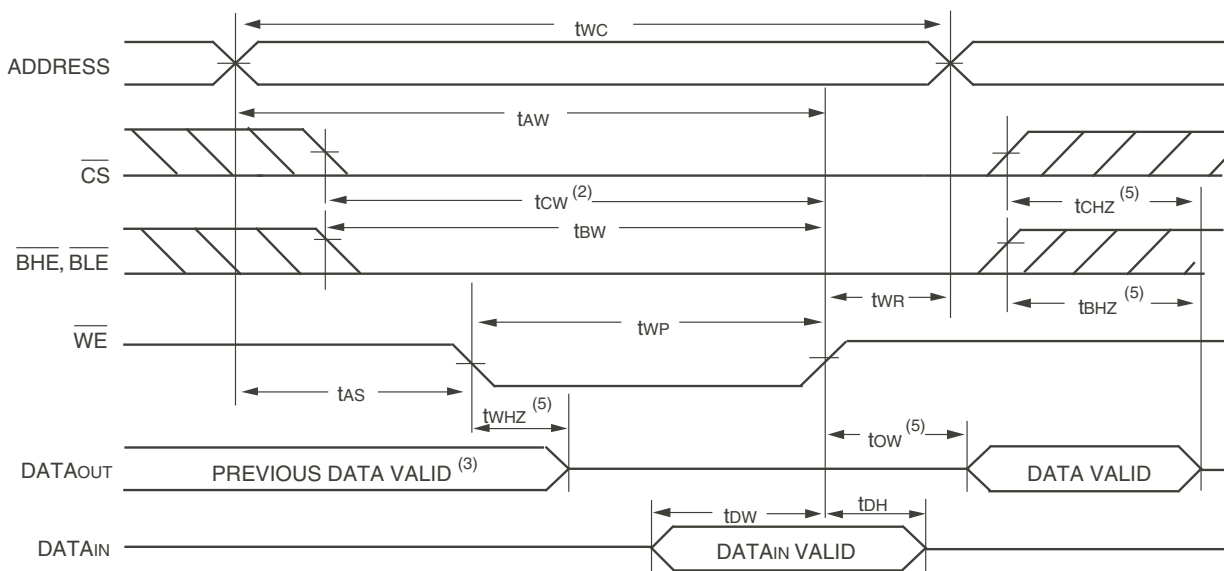 tWC
ADDRESS
tAW
CS
tCW (2)
tCHZ (5)
tBW
BHE, BLE
tWR
tBHZ (5)
tWP
WE
tAS
tWHZ (5)
tOW (5)
DATAOUT
PREVIOUS DATA VALID (3)
DATA VALID
tDW
tDH
DATAIN
DATAIN VALID